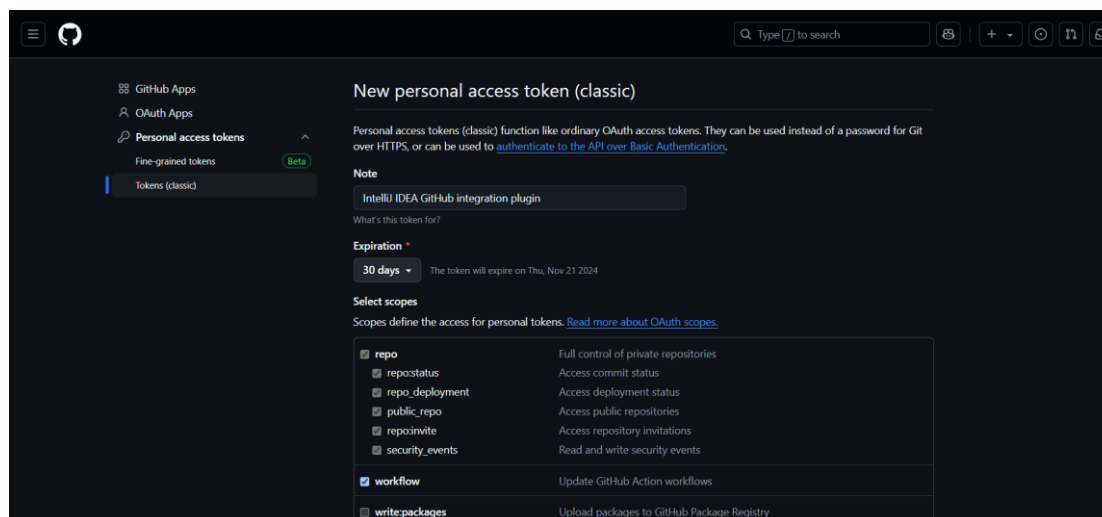 Type / to search
GitHub Apps
OAuth Apps
Personal access tokens
Fine-grained tokens
Beta
Tokens (classic)
New personal access token (classic)
Personal access tokens (classic) function like ordinary OAuth access tokens. They can be used instead of a password for Git
over HTTPS, or can be used to authenticate to the API over Basic Authentication.
Note
IntelliJ IDEA GitHub integration plugin
What's this token for?
Expiration *
30 days
The token will expire on Thu, Nov 21 2024
Select scopes
Scopes define the access for personal tokens. Read more about OAuth scopes.
repo Full control of private repositories
repo:status Access commit status
repo_deployment Access deployment status
public_repo Access public repositories
repo:invite Access repository invitations
security_events Read and write security events
workflow Update GitHub Action workflows
write:packages Upload packages to GitHub Package Registry